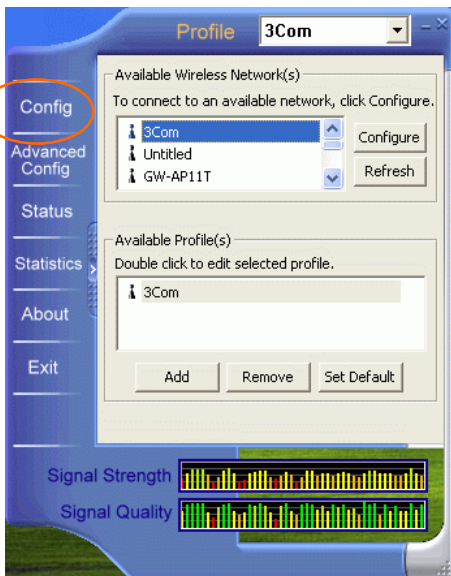 Profile 3Com
Config
Advanced
Config
Status
Statistics
About
Exit
Available Wireless Network(s)
To connect to an available network, click Configure.
3Com
Untitled
GW-AP11T
Configure
Refresh
Available Profile(s)
Double click to edit selected profile.
3Com
Add Remove Set Default
Signal Strength
Signal Quality